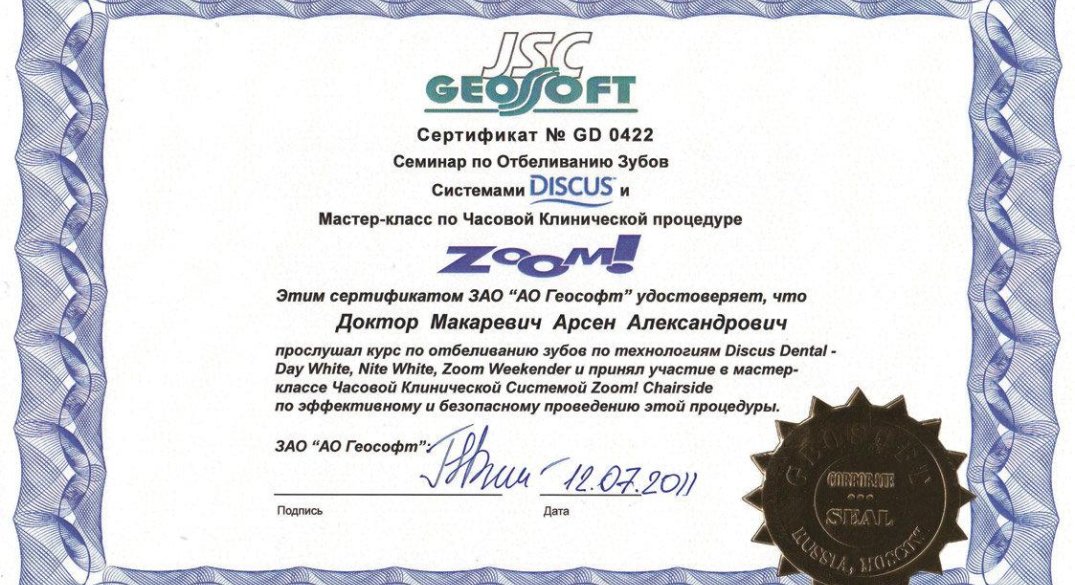 JSC
GEOSOFT
Сертификат № GD 0422
Семинар по Отбеливанию Зубов
Системами DISCUS и
Мастер-класс по Часовой Клинической процедуре
ZOOM!
Этим сертификатом ЗАО “АО Геософт” удостоверяет, что
Доктор Макаревич Арсен Александрович
прослушал курс по отбеливанию зубов по технологиям Discus Dental -
Day White, Nite White, Zoom Weekender и принял участие в мастер-
классе Часовой Клинической Системой Zoom! Chairside
по эффективному и безопасному проведению этой процедуры.
ЗАО “АО Геософт”:
12.07.2011
Подпись Дата
GEOSOFT
CORPORATE
SEAL
RUSSIA, MOSCOW